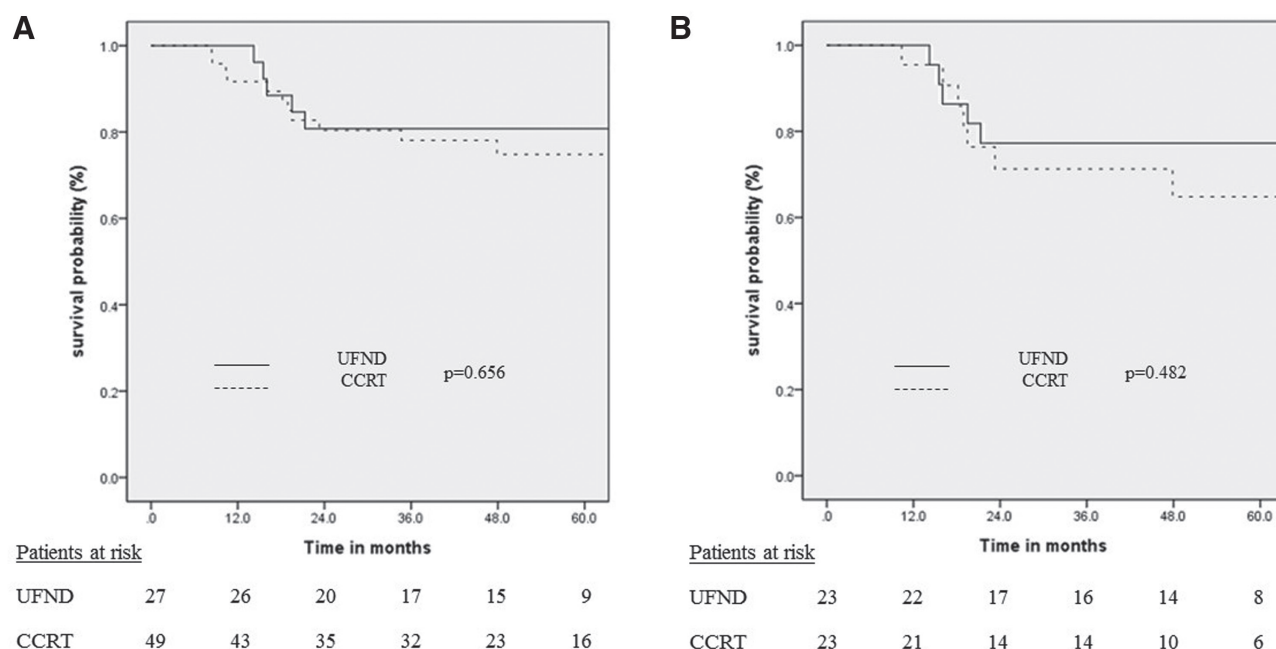 A
survival probability (%)
1.0
0.8
0.6
0.4
0.2
0.0
UFND
CCRT
p=0.656
.0 12.0 24.0 36.0 48.0 60.0
Time in months
Patients at risk
UFND 27 26 20 17 15 9
CCRT 49 43 35 32 23 16
B
survival probability (%)
1.0
0.8
0.6
0.4
0.2
0.0
UFND
CCRT
p=0.482
.0 12.0 24.0 36.0 48.0 60.0
Time in months
Patients at risk
UFND 23 22 17 16 14 8
CCRT 23 21 14 14 10 6